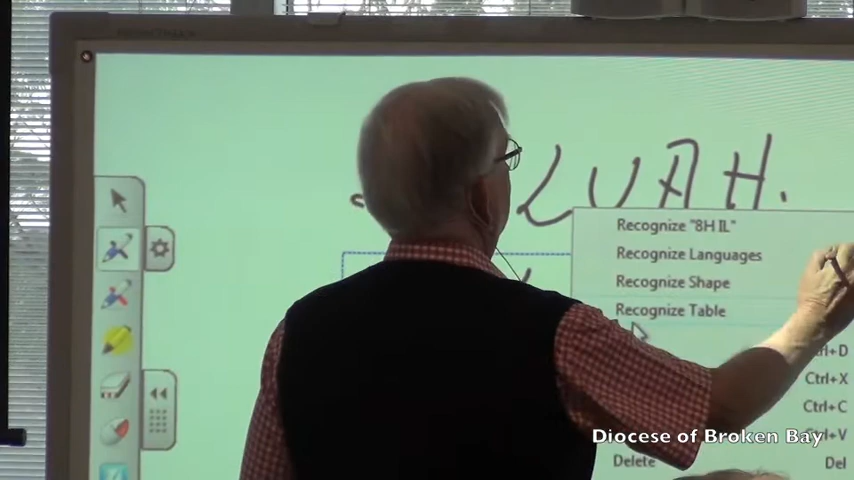 LUAH.
Recognize "8H IL"
Recognize Languages
Recognize Shape
Recognize Table
Ctrl+D
Ctrl+X
Ctrl+C
Ctrl+V
Delete Del
Diocese of Broken Bay